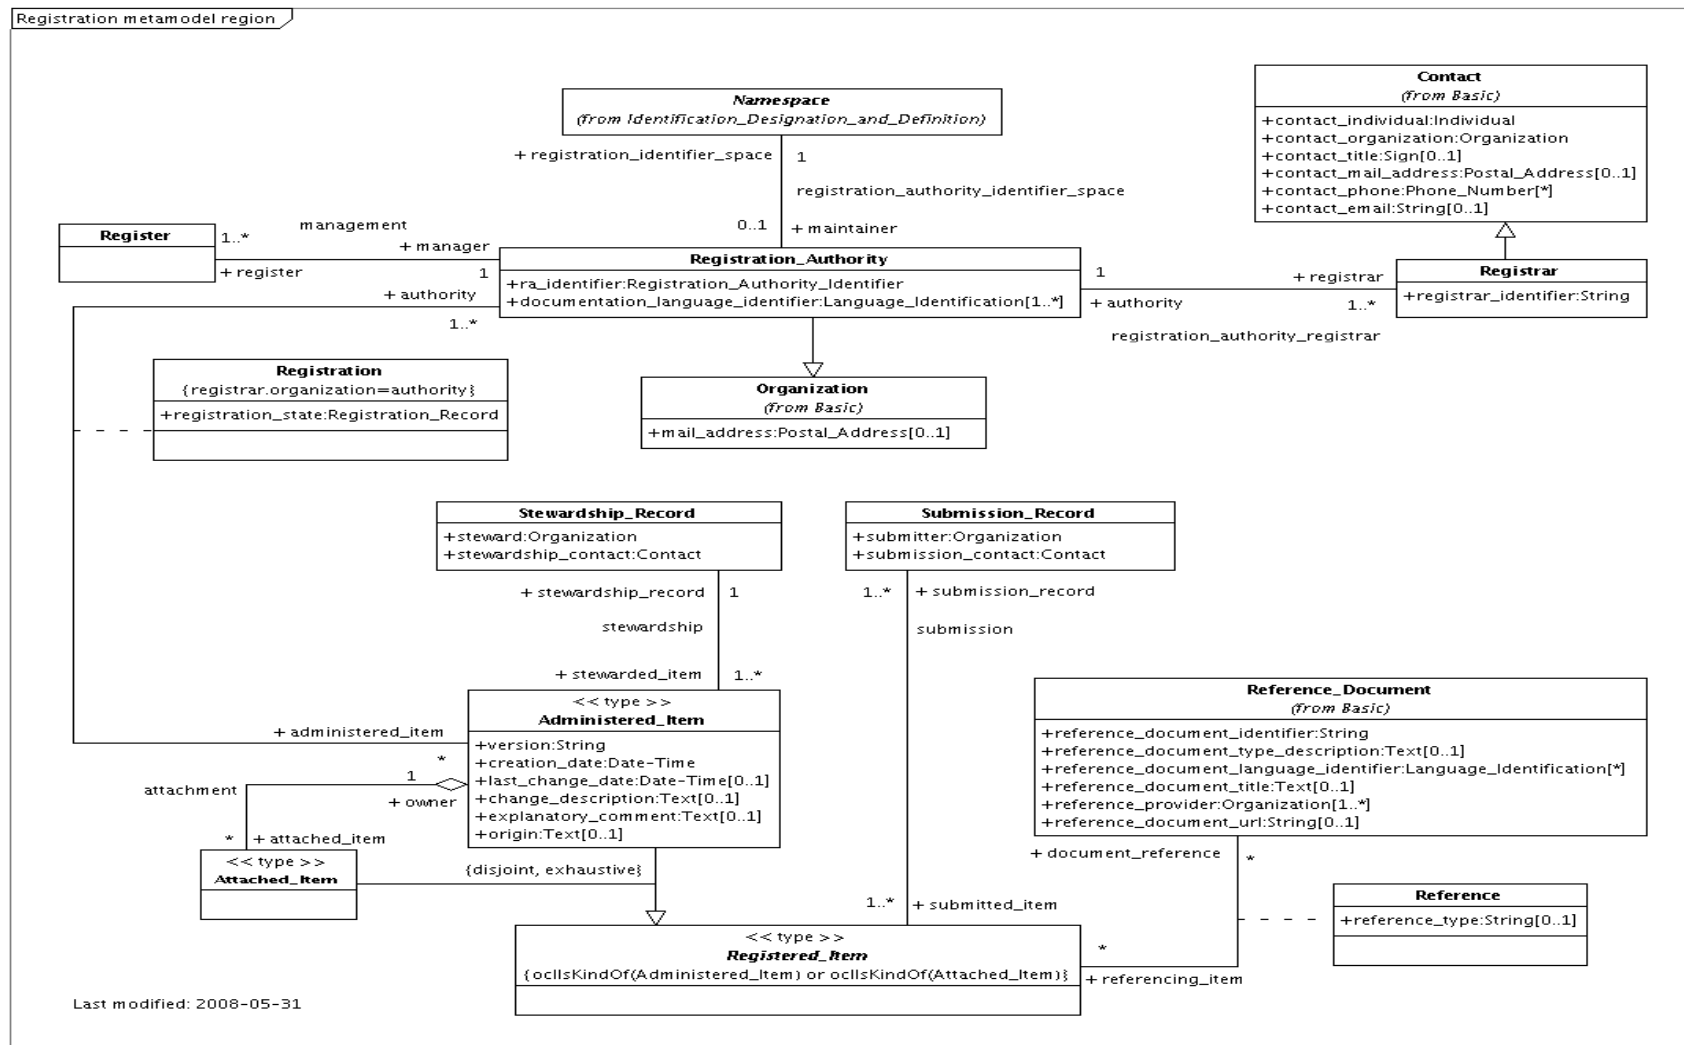 Registration metamodel region
Contact
(from Basic)
+contact_individual:Individual
+contact_organization:Organization
+contact_title:Sign[0..1]
+contact_mail_address:Postal_Address[0..1]
+contact_phone:Phone_Number[*]
+contact_email:String[0..1]
Namespace
(from Identification_Designation_and_Definition)
+ registration_identifier_space
1
registration_authority_identifier_space
0..1
+ maintainer
Register
1..*
management
+ manager
+ register
1
Registration_Authority
+ra_identifier:Registration_Authority_Identifier
+documentation_language_identifier:Language_Identification[1..*]
1
+ registrar
+ authority
1..*
registration_authority_registrar
Registrar
+registrar_identifier:String
+ authority
1..*
Registration
{registrar.organization=authority}
+registration_state:Registration_Record
Organization
(from Basic)
+mail_address:Postal_Address[0..1]
Stewardship_Record
+steward:Organization
+stewardship_contact:Contact
+ stewardship_record
1
stewardship
+ stewarded_item
1..*
Submission_Record
+submitter:Organization
+submission_contact:Contact
1..*
+ submission_record
submission
1..*
+ submitted_item
<< type >>
Administered_Item
+version:String
+creation_date:Date-Time
+last_change_date:Date-Time[0..1]
+change_description:Text[0..1]
+explanatory_comment:Text[0..1]
+origin:Text[0..1]
+ administered_item
*
1
attachment
+ owner
*
+ attached_item
<< type >>
Attached_Item
{disjoint, exhaustive}
Reference_Document
(from Basic)
+reference_document_identifier:String
+reference_document_type_description:Text[0..1]
+reference_document_language_identifier:Language_Identification[*]
+reference_document_title:Text[0..1]
+reference_provider:Organization[1..*]
+reference_document_url:String[0..1]
+ document_reference
*
Reference
+reference_type:String[0..1]
*
+ referencing_item
<< type >>
Registered_Item
{oclIsKindOf(Administered_Item) or oclIsKindOf(Attached_Item)}
Last modified: 2008-05-31